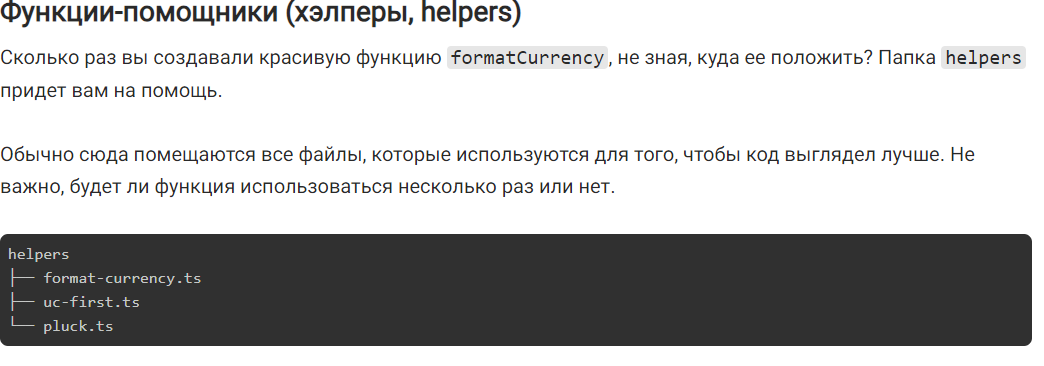 Функции-помощники (хэлперы, helpers)
Сколько раз вы создавали красивую функцию formatCurrency, не зная, куда ее положить? Папка helpers
придет вам на помощь.
Обычно сюда помещаются все файлы, которые используются для того, чтобы код выглядел лучше. Не
важно, будет ли функция использоваться несколько раз или нет.
helpers
├── format-currency.ts
├── uc-first.ts
└── pluck.ts